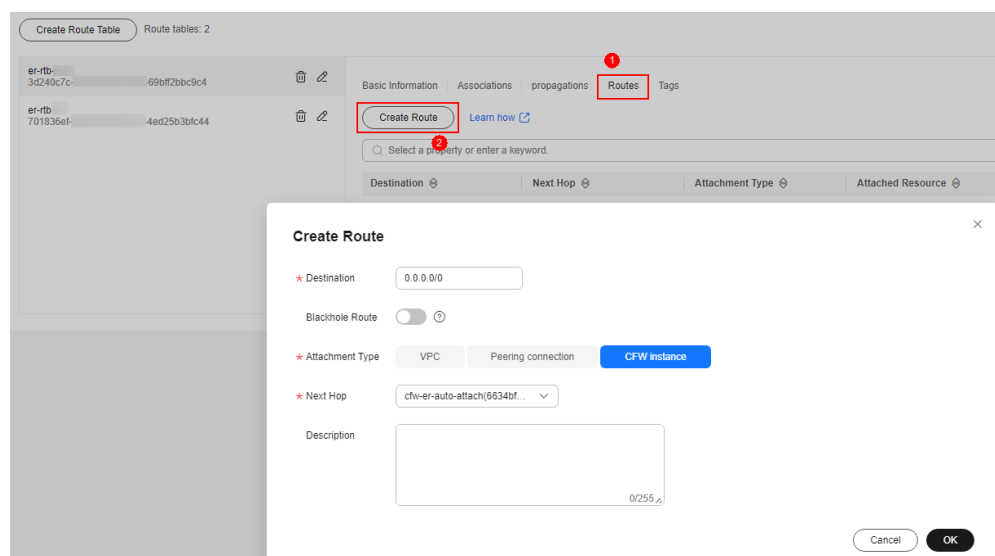 Create Route Table Route tables: 2
er-rtb-
3d240c7c- -69bff2bbc9c4
er-rtb
701836ef- -4ed25b3bfc44
1
Basic Information Associations propagations Routes Tags
Create Route Learn how
2
Select a property or enter a keyword.
Destination Next Hop Attachment Type Attached Resource
Create Route
* Destination 0.0.0.0/0
Blackhole Route
* Attachment Type VPC Peering connection CFW instance
* Next Hop cfw-er-auto-attach(6634bf...
Description
0/255
Cancel OK